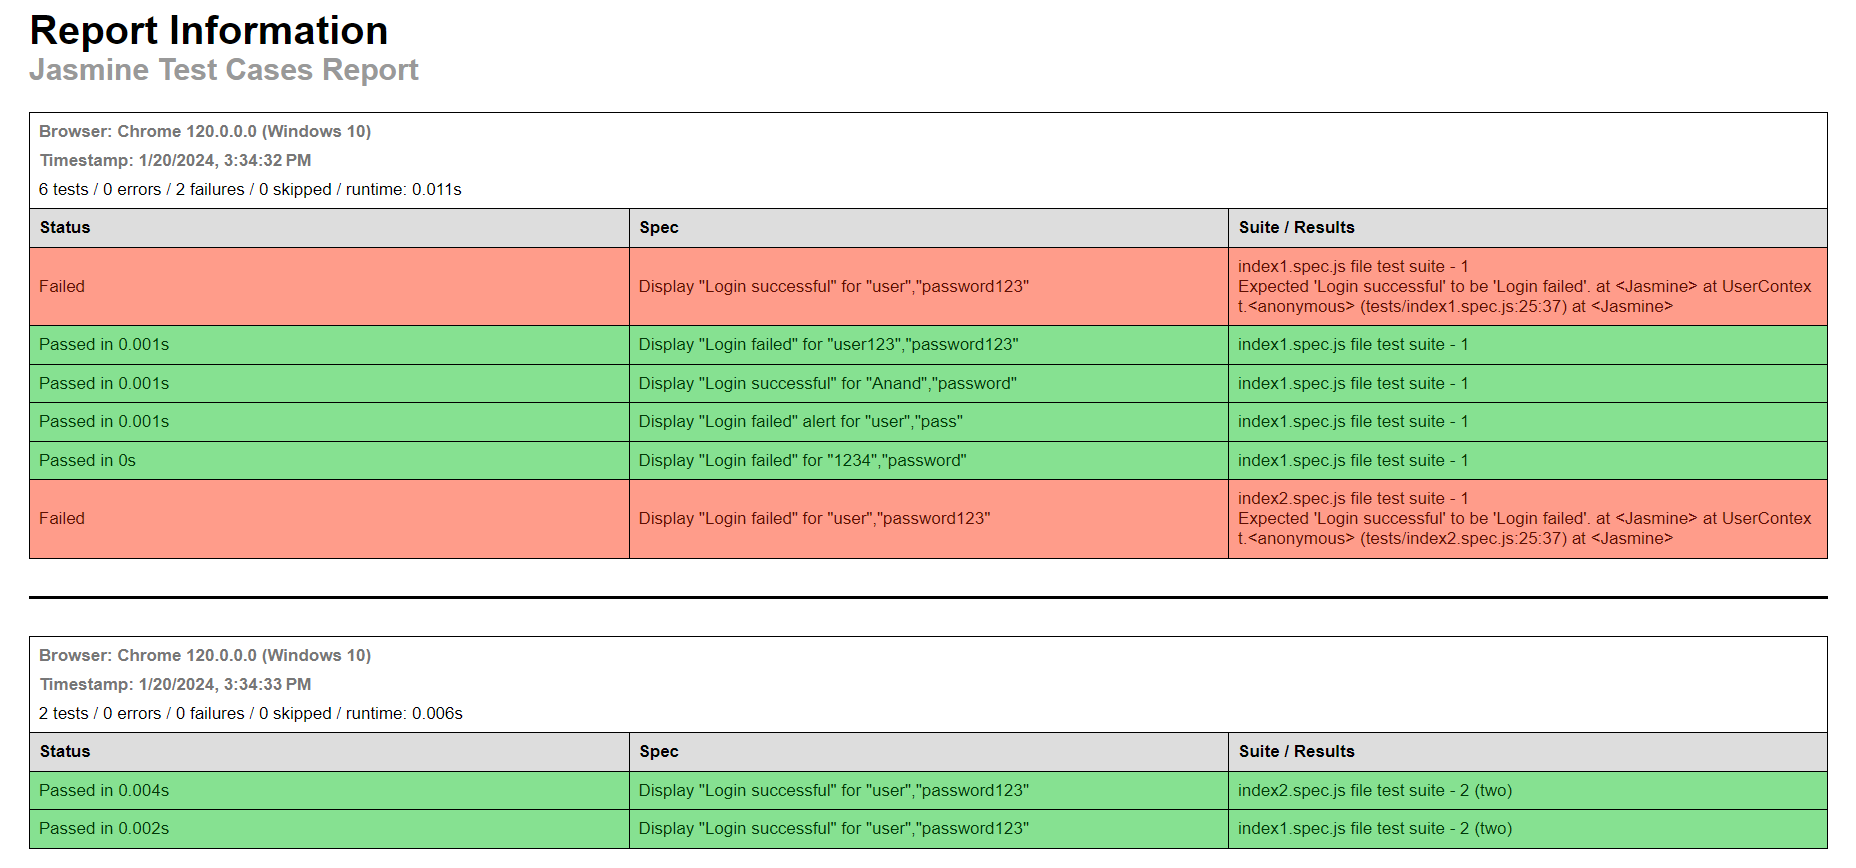 Report Information
Jasmine Test Cases Report
Browser: Chrome 120.0.0.0 (Windows 10)
Timestamp: 1/20/2024, 3:34:32 PM
6 tests / 0 errors / 2 failures / 0 skipped / runtime: 0.011s
Status Spec Suite / Results
Failed Display "Login successful" for "user","password123" index1.spec.js file test suite - 1
Expected 'Login successful' to be 'Login failed'. at <Jasmine> at UserContex
t.<anonymous> (tests/index1.spec.js:25:37) at <Jasmine>
Passed in 0.001s Display "Login failed" for "user123","password123" index1.spec.js file test suite - 1
Passed in 0.001s Display "Login successful" for "Anand","password" index1.spec.js file test suite - 1
Passed in 0.001s Display "Login failed" alert for "user","pass" index1.spec.js file test suite - 1
Passed in 0s Display "Login failed" for "1234","password" index1.spec.js file test suite - 1
Failed Display "Login failed" for "user","password123" index2.spec.js file test suite - 1
Expected 'Login successful' to be 'Login failed'. at <Jasmine> at UserContex
t.<anonymous> (tests/index2.spec.js:25:37) at <Jasmine>
Browser: Chrome 120.0.0.0 (Windows 10)
Timestamp: 1/20/2024, 3:34:33 PM
2 tests / 0 errors / 0 failures / 0 skipped / runtime: 0.006s
Status Spec Suite / Results
Passed in 0.004s Display "Login successful" for "user","password123" index2.spec.js file test suite - 2 (two)
Passed in 0.002s Display "Login successful" for "user","password123" index1.spec.js file test suite - 2 (two)